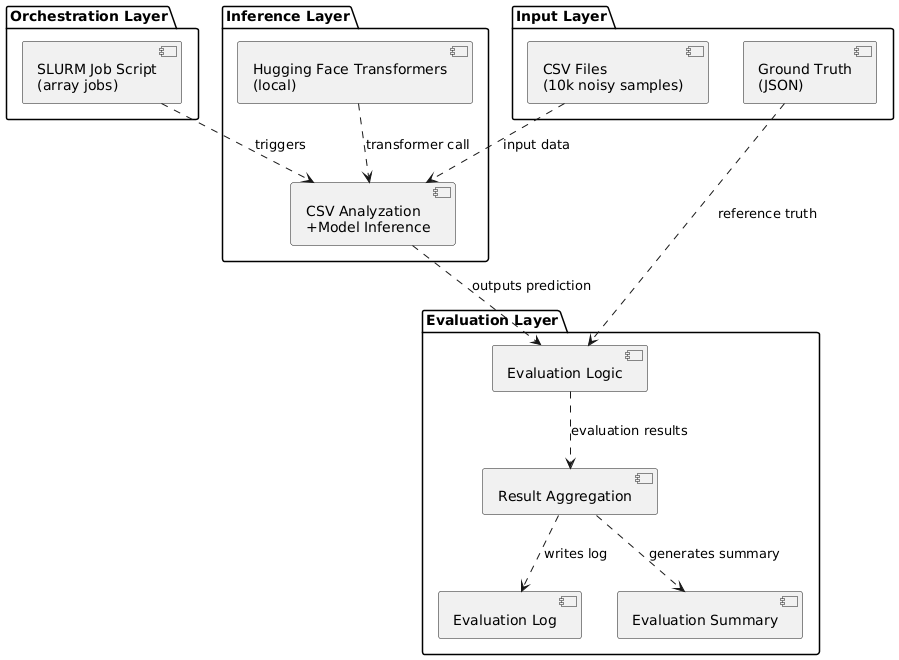 Orchestration Layer
SLURM Job Script
(array jobs)
Inference Layer
Hugging Face Transformers
(local)
Input Layer
CSV Files
(10k noisy samples)
Ground Truth
(JSON)
triggers
transformer call
input data
CSV Analyzation
+Model Inference
reference truth
outputs prediction
Evaluation Layer
Evaluation Logic
evaluation results
Result Aggregation
writes log
generates summary
Evaluation Log
Evaluation Summary